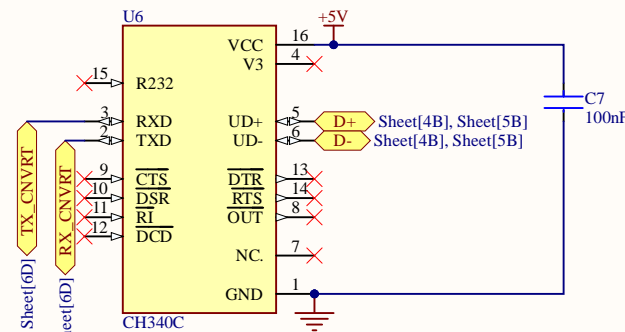 U6
+5V
VCC
16
V3
4
15
R232
C7
100nF
3
RXD
UD+
5
D+
Sheet[4B], Sheet[5B]
2
TXD
UD-
6
D-
Sheet[4B], Sheet[5B]
TX_CNVRT
RX_CNVRT
9
CTS
DTR
13
10
DSR
RTS
14
11
RI
OUT
8
12
DCD
NC.
7
Sheet[6D]
heet[6D]
GND
1
CH340C